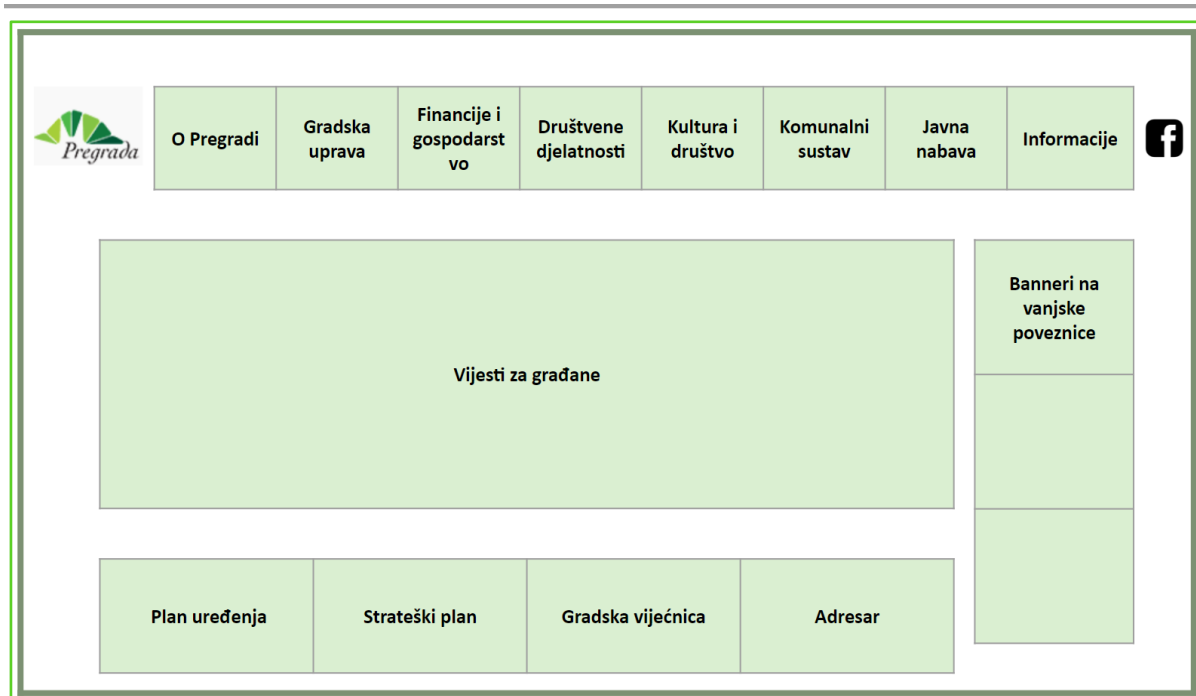 Pregrada
O Pregradi
Gradska
uprava
Financije i
gospodarst
vo
Društvene
djelatnosti
Kultura i
društvo
Komunalni
sustav
Javna
nabava
Informacije
f
Vijesti za građane
Banneri na
vanjske
poveznice
Plan uređenja
Strateški plan
Gradska vijećnica
Adresar